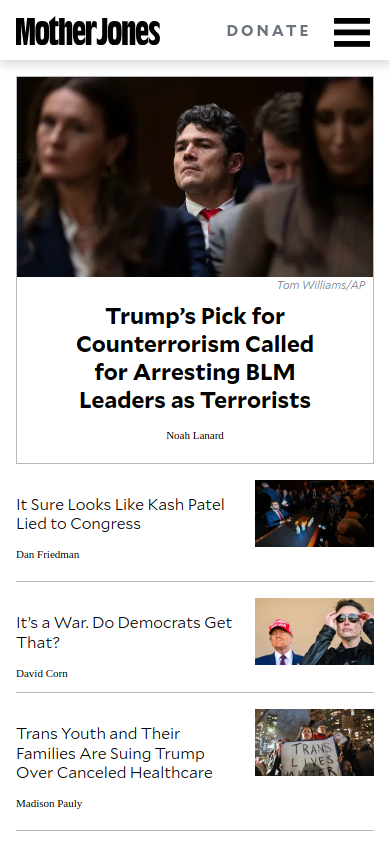 Mother Jones
DONATE
Tom Williams/AP
Trump's Pick for
Counterrorism Called
for Arresting BLM
Leaders as Terrorists
Noah Lanard
It Sure Looks Like Kash Patel
Lied to Congress
Dan Friedman
It's a War. Do Democrats Get
That?
David Corn
Trans Youth and Their
Families Are Suing Trump
Over Canceled Healthcare
TRANS
LIVES
MATTER
Madison Pauly